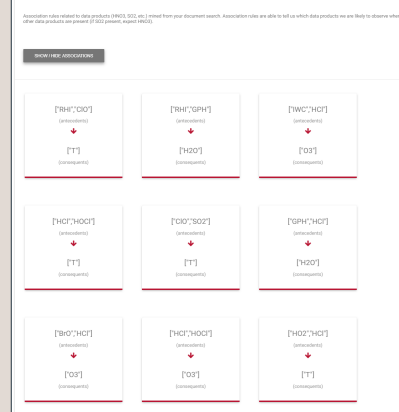 Association rules related to data products (HNO3, SO2, etc.) mined from your document search. Association rules are able to tell us which data products we are likely to observe when
other data products are present (if SO2 present, expect HNO3).
SHOW/HIDE ASSOCIATIONS
["RHI","ClO"]
(antecedents)
["T"]
(consequents)
["RHI","GPH"]
(antecedents)
["H2O"]
(consequents)
["IWC","HCl"]
(antecedents)
["O3"]
(consequents)
["HCl","HOCl"]
(antecedents)
["T"]
(consequents)
["ClO","SO2"]
(antecedents)
["T"]
(consequents)
["GPH","HCl"]
(antecedents)
["H2O"]
(consequents)
["BrO","HCl"]
(antecedents)
["O3"]
(consequents)
["HCl","HOCl"]
(antecedents)
["O3"]
(consequents)
["HO2","HCl"]
(antecedents)
["T"]
(consequents)